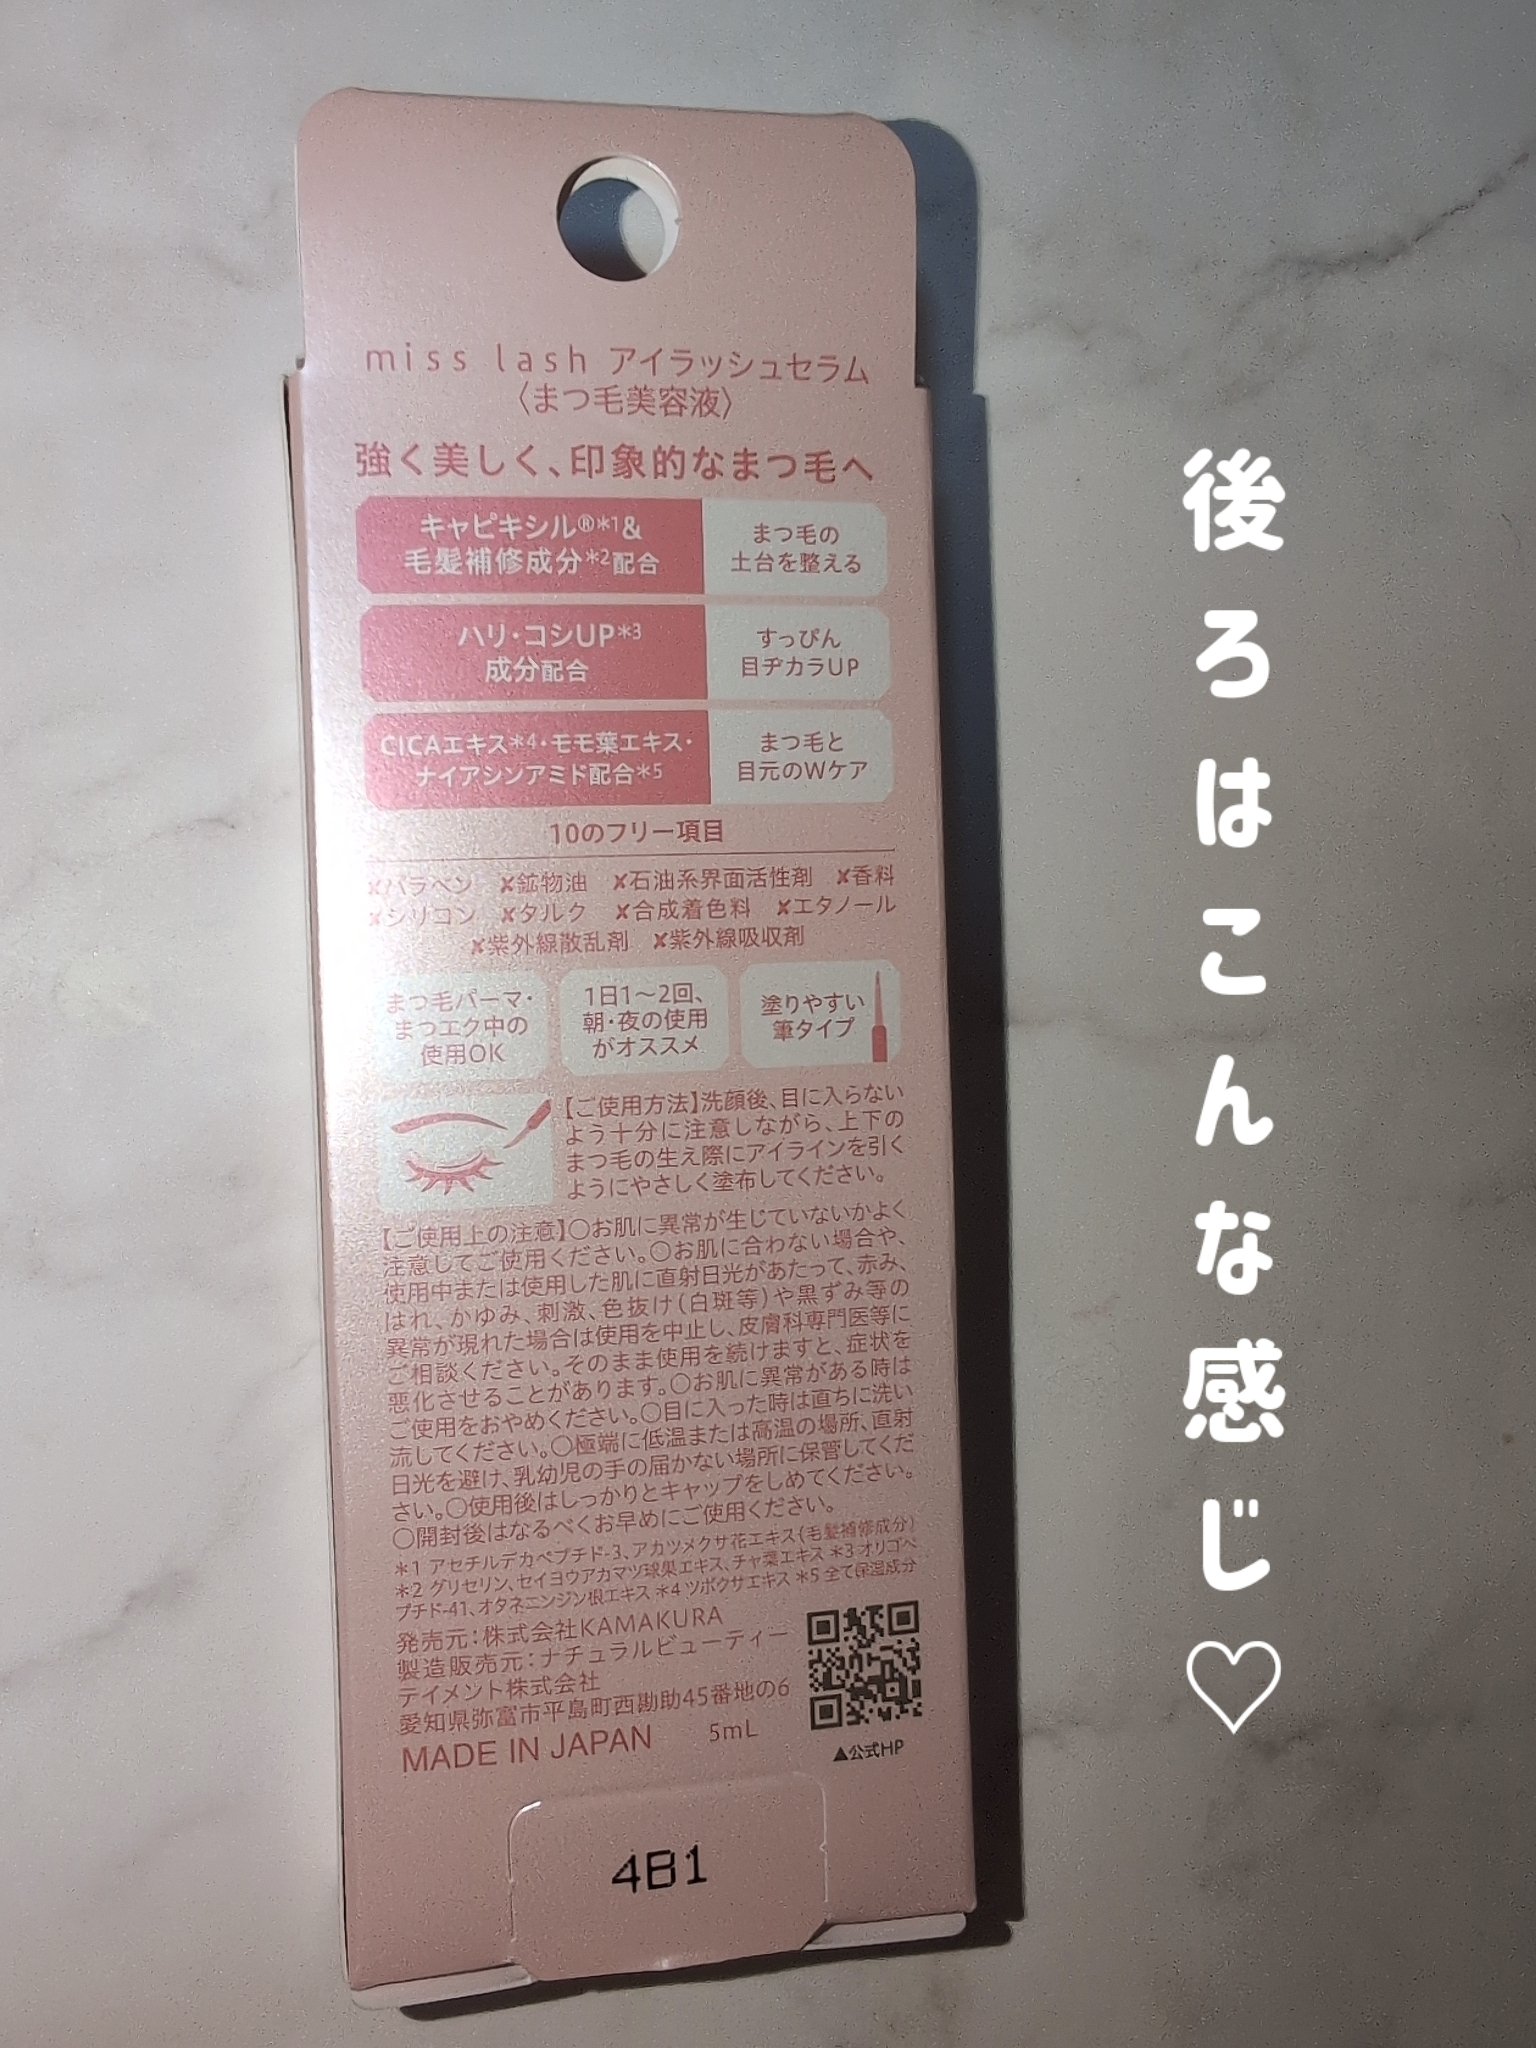 miss lash アイラッシュセラム
〈まつ毛美容液〉
強く美しく、印象的なまつ毛へ
キャピキシル®*1&
毛髪補修成分*2配合
まつ毛の
土台を整える
ハリ・コシUP*3
成分配合
すっぴん
目ヂカラUP
CICAエキス*4・モモ葉エキス・
ナイアシンアミド配合*5
まつ毛と
目元のWケア
10のフリー項目
✘パラベン ✘鉱物油 ✘石油系界面活性剤 ✘香料
✘シリコン ✘タルク ✘合成着色料 ✘エタノール
✘紫外線散乱剤 ✘紫外線吸収剤
まつ毛パーマ・
まつエク中の
使用OK
1日1〜2回、
朝・夜の使用
がオススメ
塗りやすい
筆タイプ
【ご使用方法】洗顔後、目に入らない
よう十分に注意しながら、上下の
まつ毛の生え際にアイラインを引く
ようにやさしく塗布してください。
【ご使用上の注意】○お肌に異常が生じていないかよく
注意してご使用ください。○お肌に合わない場合や、
使用中または使用した肌に直射日光があたって、赤み、
はれ、かゆみ、刺激、色抜け(白斑等)や黒ずみ等の
異常が現れた場合は使用を中止し、皮膚科専門医等に
ご相談ください。そのまま使用を続けますと、症状を
悪化させることがあります。○お肌に異常がある時は
ご使用をおやめください。○目に入った時は直ちに洗い
流してください。○極端に低温または高温の場所、直射
日光を避け、乳幼児の手の届かない場所に保管してくだ
さい。○使用後はしっかりとキャップをしめてください。
○開封後はなるべくお早めにご使用ください。
*1 アセチルデカペプチド-3、アカツメクサ花エキス(毛髪補修成分)
*2 グリセリン、セイヨウアカマツ球果エキス、チャ葉エキス *3 オリゴペ
プチド-41、オタネニンジン根エキス *4 ツボクサエキス *5 全て保湿成分
発売元：株式会社KAMAKURA
製造販売元：ナチュラルビューティー
テイメント株式会社
愛知県弥富市平島町西勘助45番地の6
MADE IN JAPAN 5mL
▲公式HP
4B1
後ろはこんな感じ♡